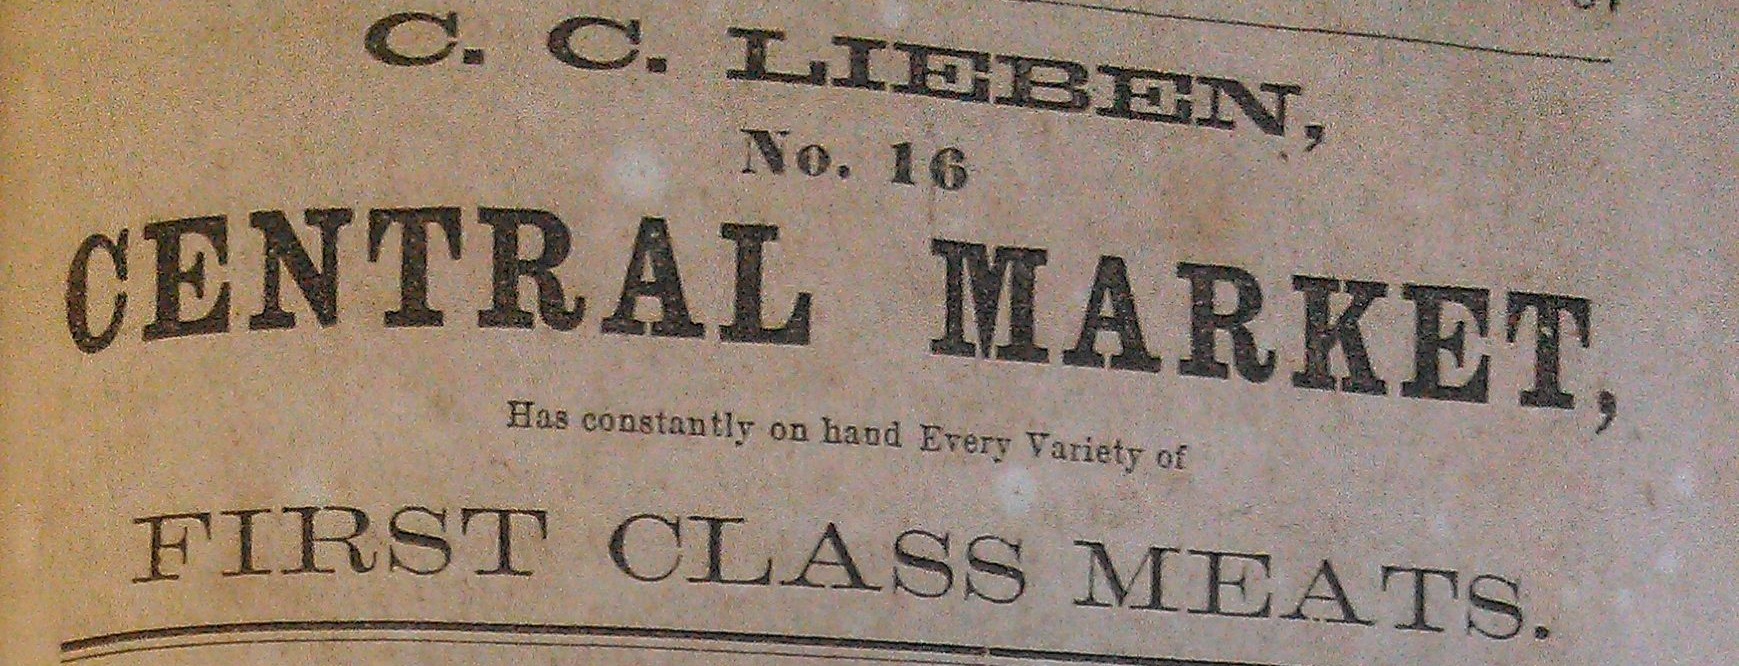 C. C. LIEBEN,
No. 16
CENTRAL MARKET,
Has constantly on hand Every Variety of
FIRST CLASS MEATS.